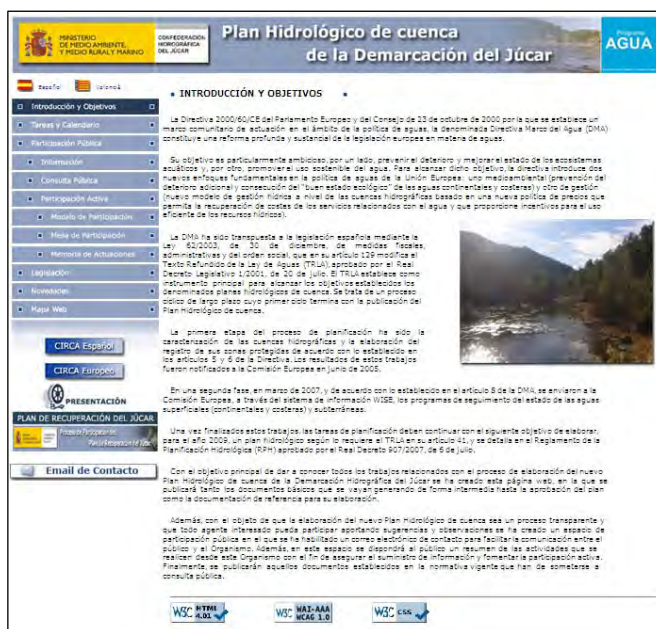 MINISTERIO
DE MEDIO AMBIENTE,
Y MEDIO RURAL Y MARINO
CONFEDERACIÓN
HIDROGRÁFICA
DEL JÚCAR
Plan Hidrológico de cuenca
de la Demarcación del Júcar
Programa
AGUA
Español
Valencià
Introducción y Objetivos
Tareas y Calendario
Participación Pública
Información
Consulta Pública
Participación Activa
Modelo de Participación
Mesa de Participación
Memoria de Actuaciones
Legislación
Novedades
Mapa Web
CIRCA Español
CIRCA Europeo
PRESENTACIÓN
PLAN DE RECUPERACIÓN DEL JÚCAR
Proceso de Participación del
Plan de Recuperación del Júcar
Email de Contacto
INTRODUCCIÓN Y OBJETIVOS
La Directiva 2000/60/CE del Parlamento Europeo y del Consejo de 23 de octubre de 2000 por la que se establece un
marco comunitario de actuación en el ámbito de la política de aguas, la denominada Directiva Marco del Agua (DMA)
constituye una reforma profunda y sustancial de la legislación europea en materia de aguas.
Su objetivo es particularmente ambicioso, por un lado, prevenir el deterioro y mejorar el estado de los ecosistemas
acuáticos y, por otro, promover el uso sostenible del agua. Para alcanzar dicho objetivo, la directiva introduce dos
nuevos enfoques fundamentales en la política de aguas de la Unión Europea: uno medioambiental (prevención del
deterioro adicional y consecución del "buen estado ecológico" de las aguas continentales y costeras) y otro de gestión
(nuevo modelo de gestión hídrica a nivel de las cuencas hidrográficas basado en una nueva política de precios que
permita la recuperación de costes de los servicios relacionados con el agua y que proporcione incentivos para el uso
eficiente de los recursos hídricos).
La DMA ha sido transpuesta a la legislación española mediante la
Ley 62/2003, de 30 de diciembre, de medidas fiscales,
administrativas y del orden social, que en su artículo 129 modifica el
Texto Refundido de la Ley de Aguas (TRLA), aprobado por el Real
Decreto Legislativo 1/2001, de 20 de julio. El TRLA establece como
instrumento principal para alcanzar los objetivos establecidos los
denominados planes hidrológicos de cuenca. Se trata de un proceso
cíclico de largo plazo cuyo primer ciclo termina con la publicación del
Plan Hidrológico de cuenca.
La primera etapa del proceso de planificación ha sido la
caracterización de las cuencas hidrográficas y la elaboración del
registro de sus zonas protegidas de acuerdo con lo establecido en
los artículos 5 y 6 de la Directiva. Los resultados de estos trabajos
fueron notificados a la Comisión Europea en junio de 2005.
En una segunda fase, en marzo de 2007, y de acuerdo con lo establecido en el artículo 8 de la DMA, se enviaron a la
Comisión Europea, a través del sistema de información WISE, los programas de seguimiento del estado de las aguas
superficiales (continentales y costeras) y subterráneas.
Una vez finalizados estos trabajos, las tareas de planificación deben continuar con el siguiente objetivo de elaborar,
para el año 2009, un plan hidrológico según lo requiere el TRLA en su artículo 41, y se detalla en el Reglamento de la
Planificación Hidrológica (RPH) aprobado por el Real Decreto 907/2007, de 6 de julio.
Con el objetivo principal de dar a conocer todos los trabajos relacionados con el proceso de elaboración del nuevo
Plan Hidrológico de cuenca de la Demarcación Hidrográfica del Júcar se ha creado esta página web, en la que se
publicará tanto los documentos básicos que se vayan generando de forma intermedia hasta la aprobación del plan
como la documentación de referencia para su elaboración.
Además, con el objeto de que la elaboración del nuevo Plan Hidrológico de cuenca sea un proceso transparente y
que todo agente interesado pueda participar aportando sugerencias y observaciones se ha creado un espacio de
participación pública en el que se ha habilitado un correo electrónico de contacto para facilitar la comunicación entre el
público y el Organismo. Además, en este espacio se dispondrá al público un resumen de las actividades que se
realicen desde este Organismo con el fin de asegurar el suministro de información y fomentar la participación activa.
Finalmente, se publicarán aquellos documentos establecidos en la normativa vigente que han de someterse a
consulta pública.
W3C HTML 4.01
W3C WAI-AAA WCAG 1.0
W3C CSS